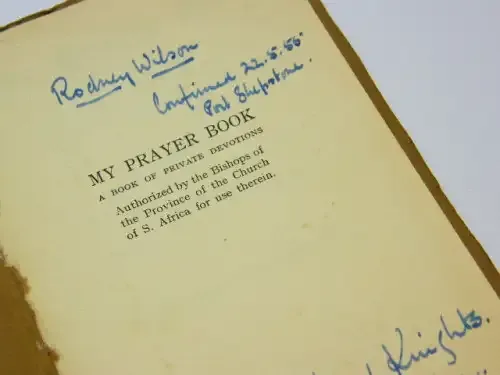 Rodney Wilson
Confirmed 22.5.55
Port Shepstone.
MY PRAYER BOOK
A BOOK OF PRIVATE DEVOTIONS
Authorized by the Bishops of
the Province of the Church
of S. Africa for use therein.
Knights.